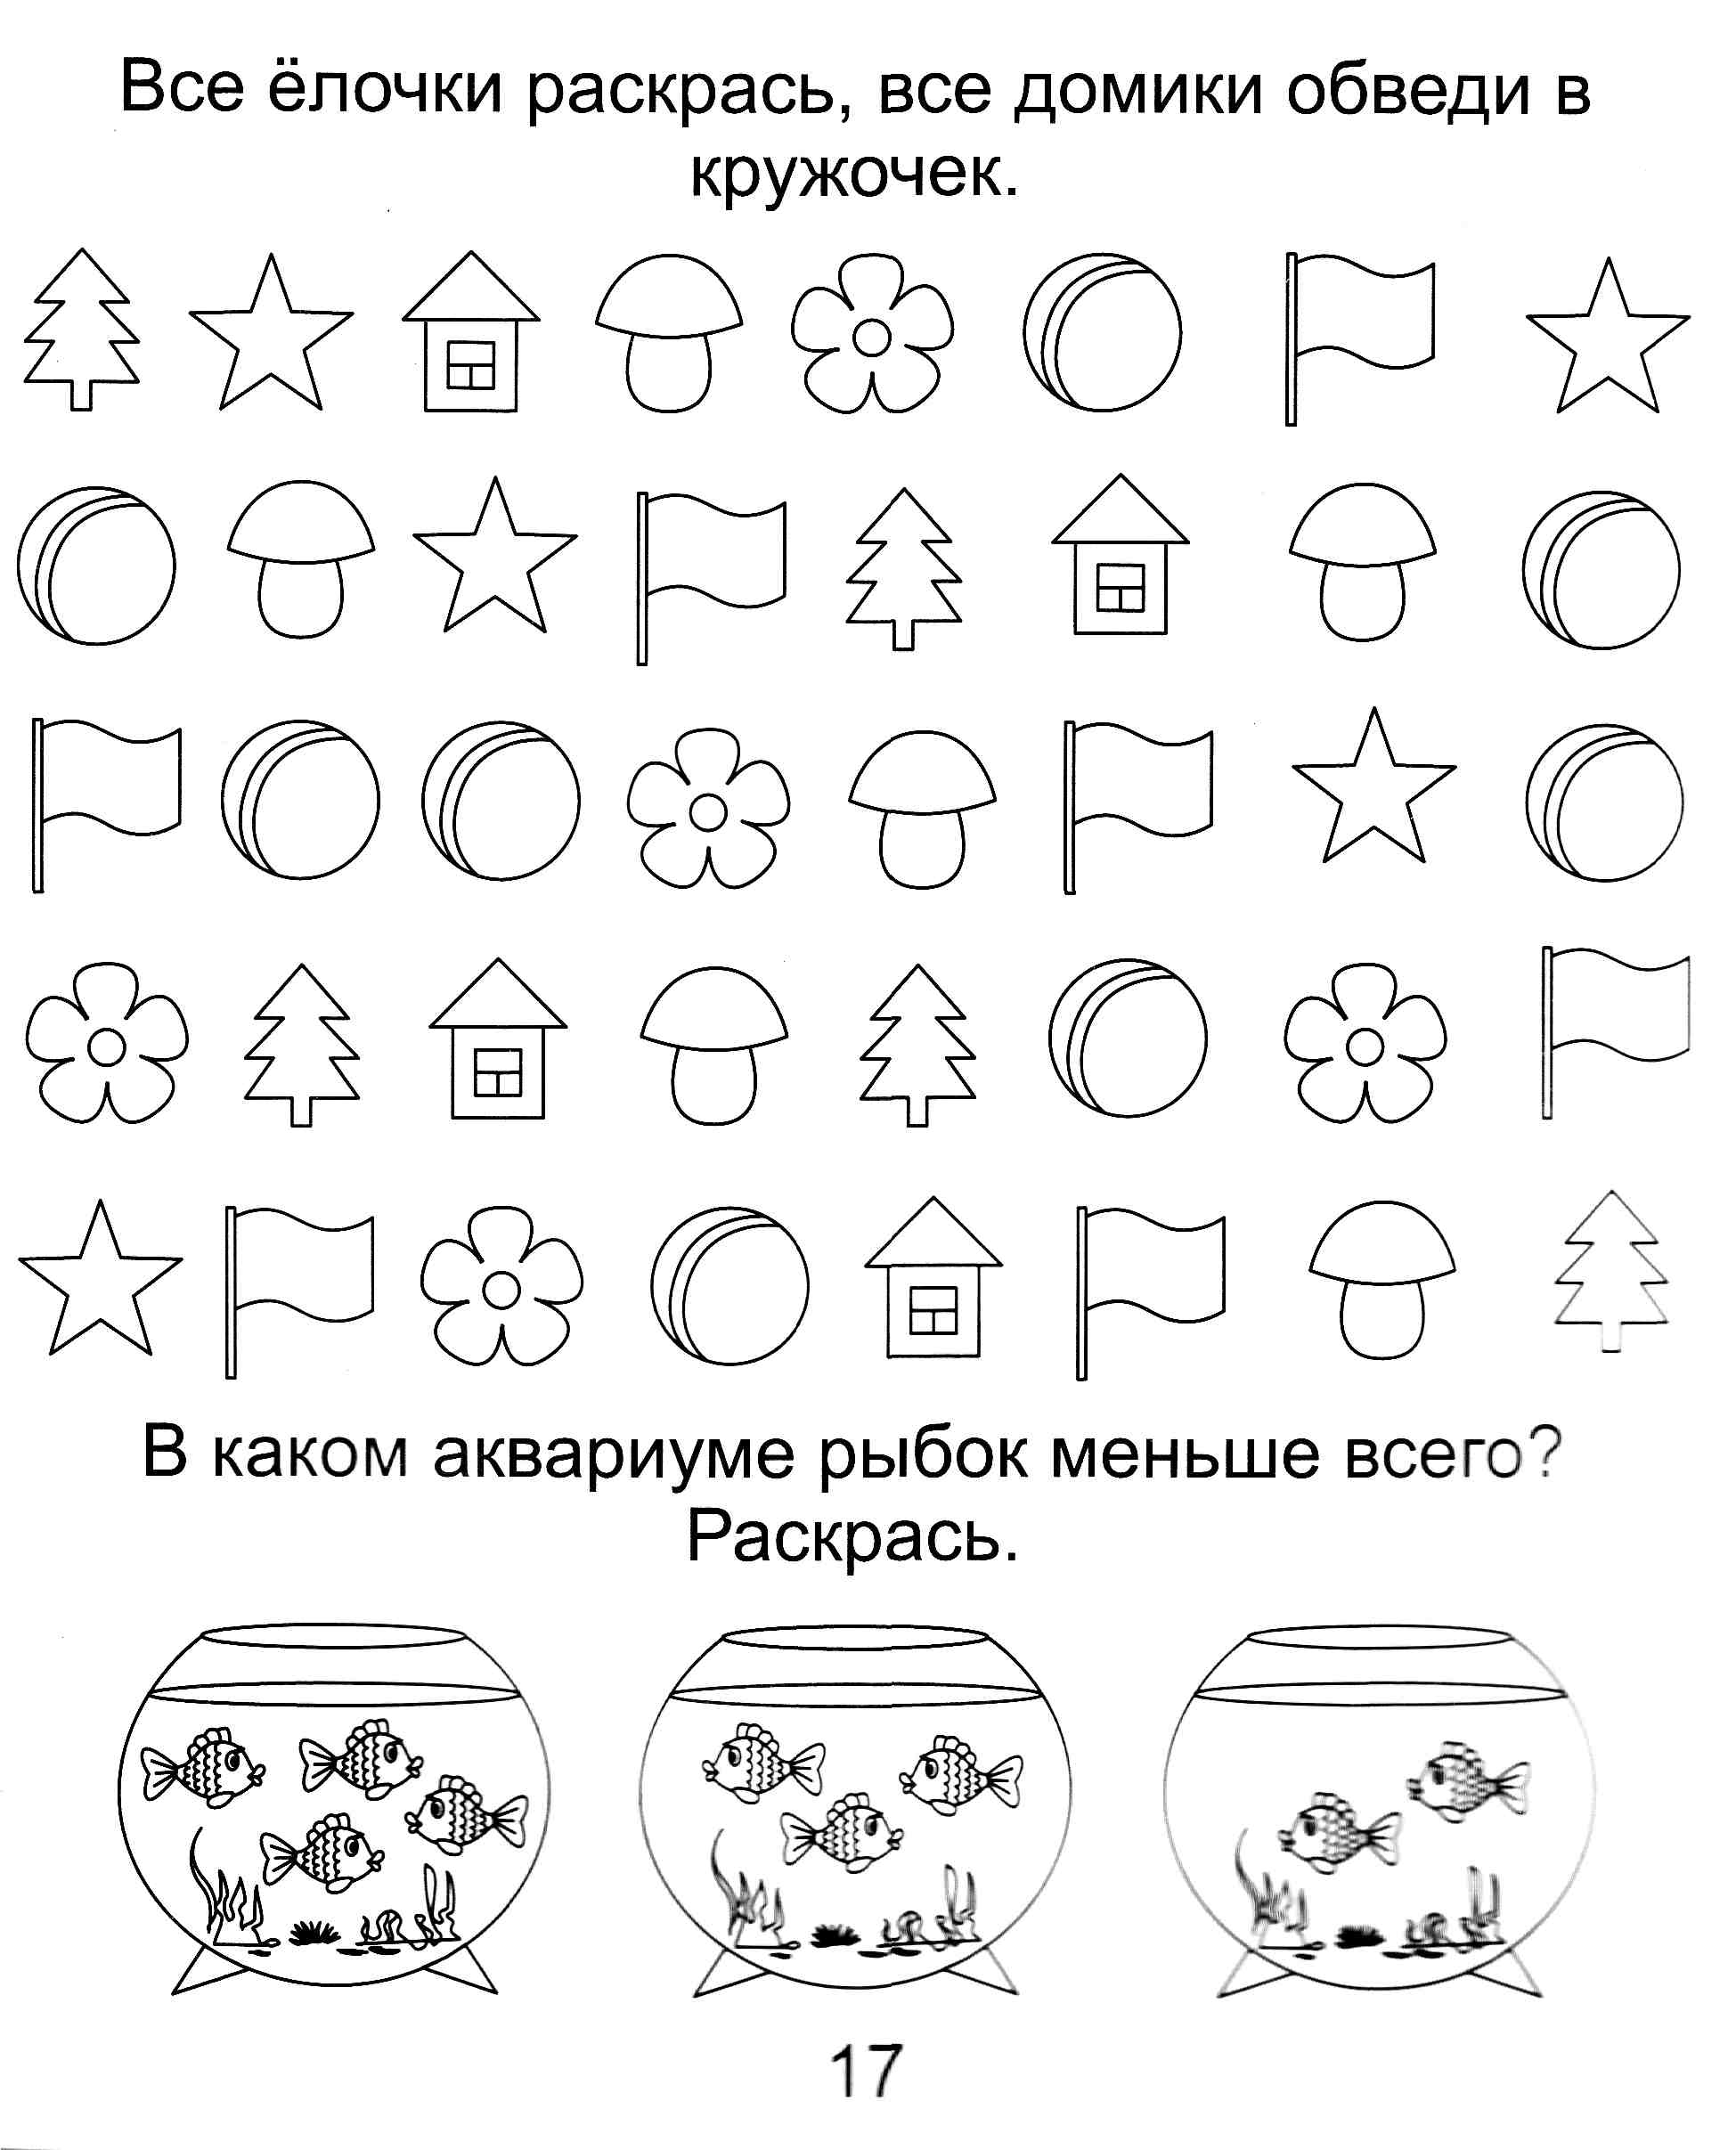 Все ёлочки раскрась, все домики обведи в
кружочек.
В каком аквариуме рыбок меньше всего?
Раскрась.
17